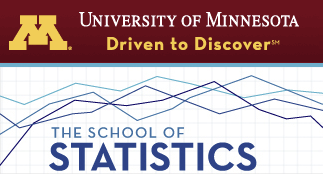 M
UNIVERSITY OF MINNESOTA
Driven to Discover℠
THE SCHOOL OF
STATISTICS